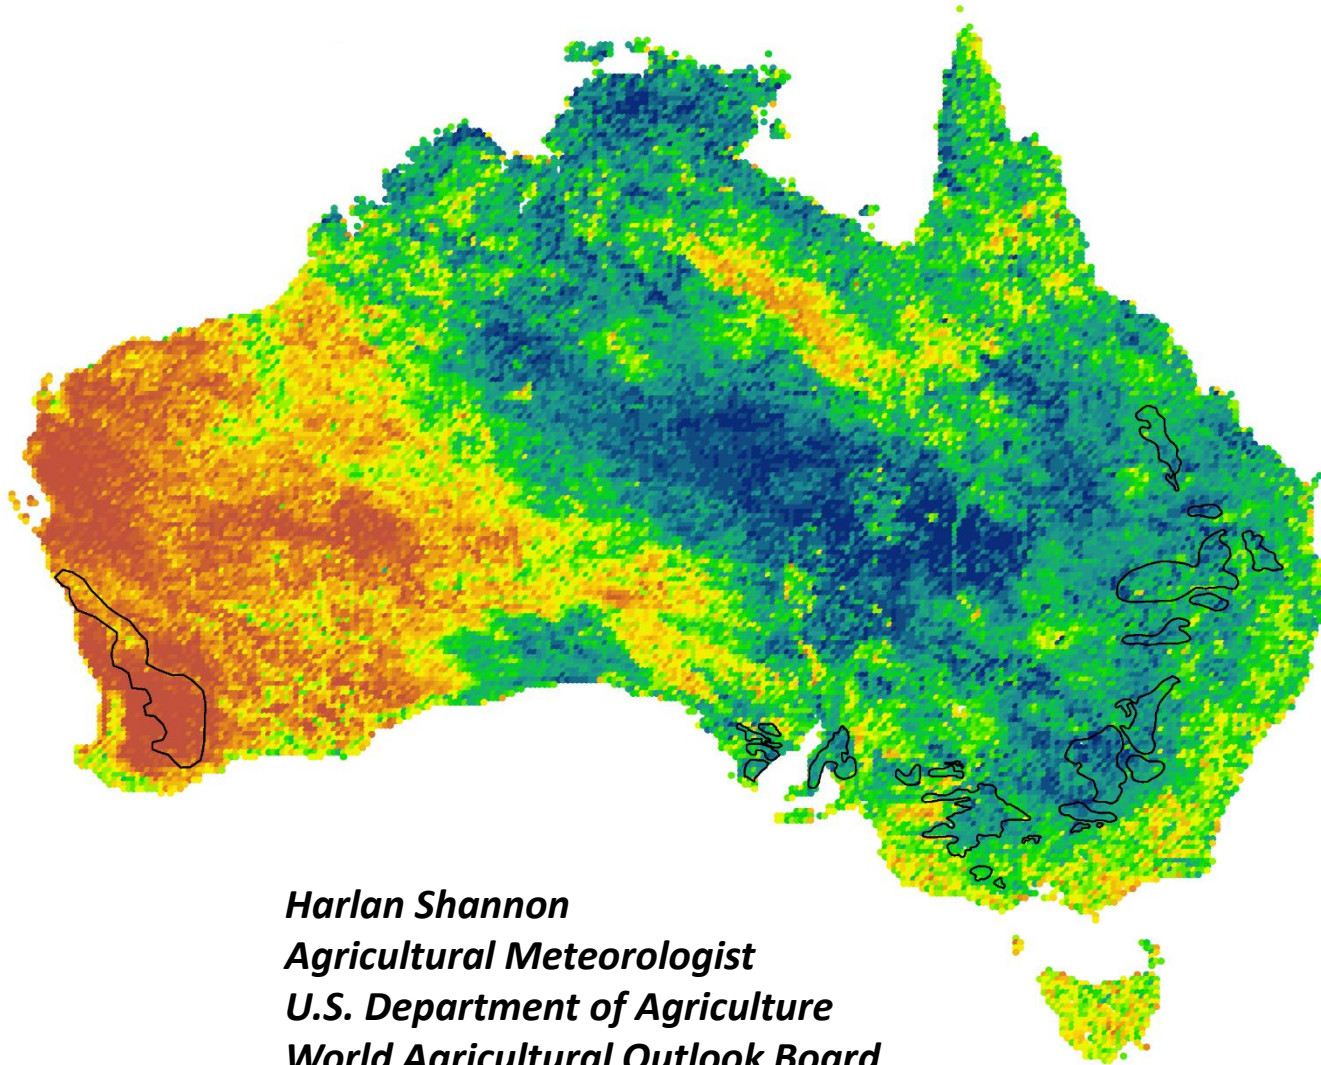 Harlan Shannon
Agricultural Meteorologist
U.S. Department of Agriculture
World Agricultural Outlook Board